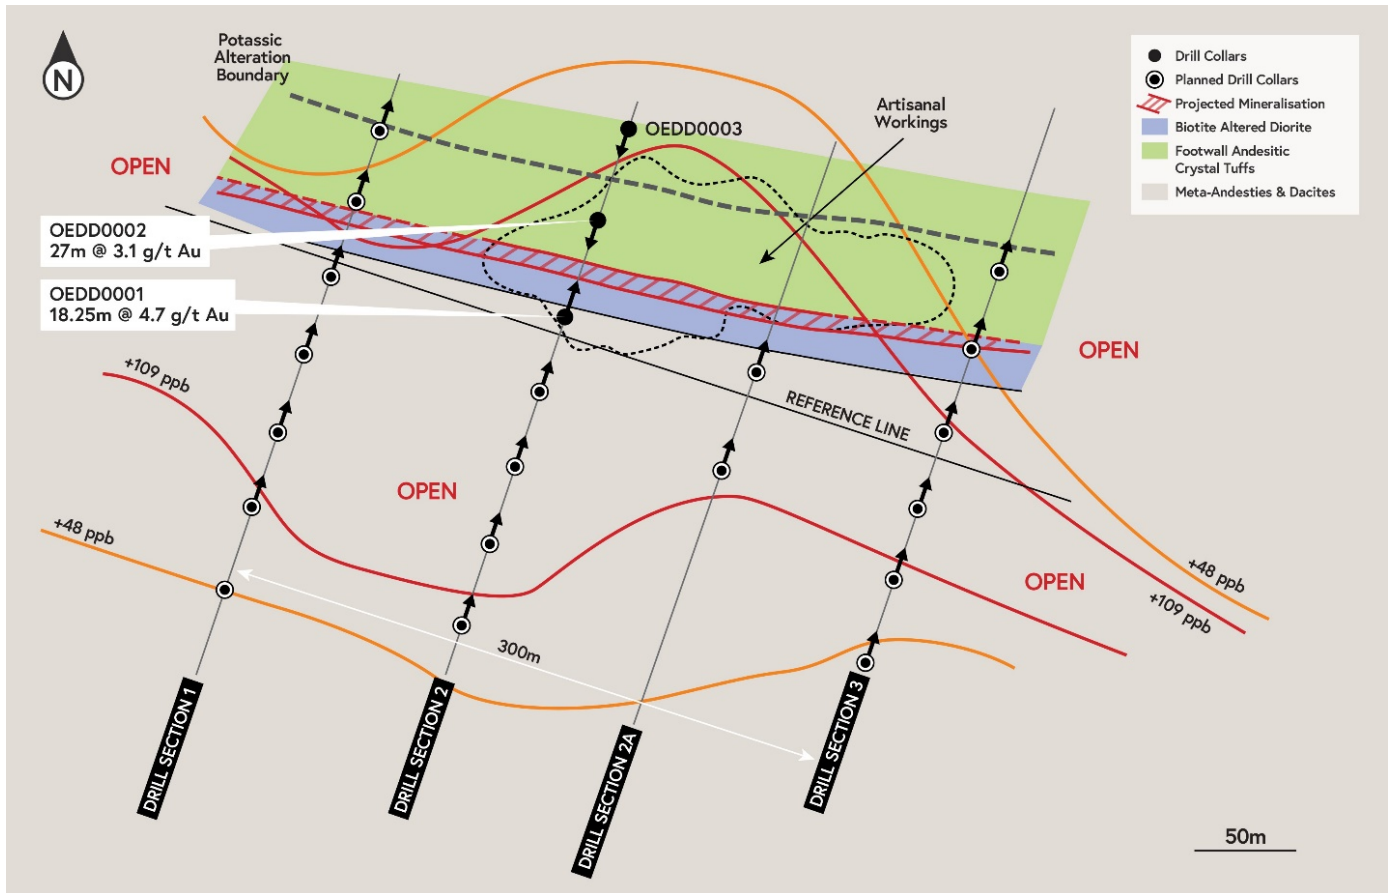 N
Potassic
Alteration
Boundary
OPEN
OEDD0003
Artisanal
Workings
Drill Collars
Planned Drill Collars
Projected Mineralisation
Biotite Altered Diorite
Footwall Andesitic
Crystal Tuffs
Meta-Andesties & Dacites
OEDD0002
27m @ 3.1 g/t Au
OEDD0001
18.25m @ 4.7 g/t Au
OPEN
+109 ppb
REFERENCE LINE
OPEN
+48 ppb
+48 ppb
OPEN
+109 ppb
300m
DRILL SECTION 1
DRILL SECTION 2
DRILL SECTION 2A
DRILL SECTION 3
50m